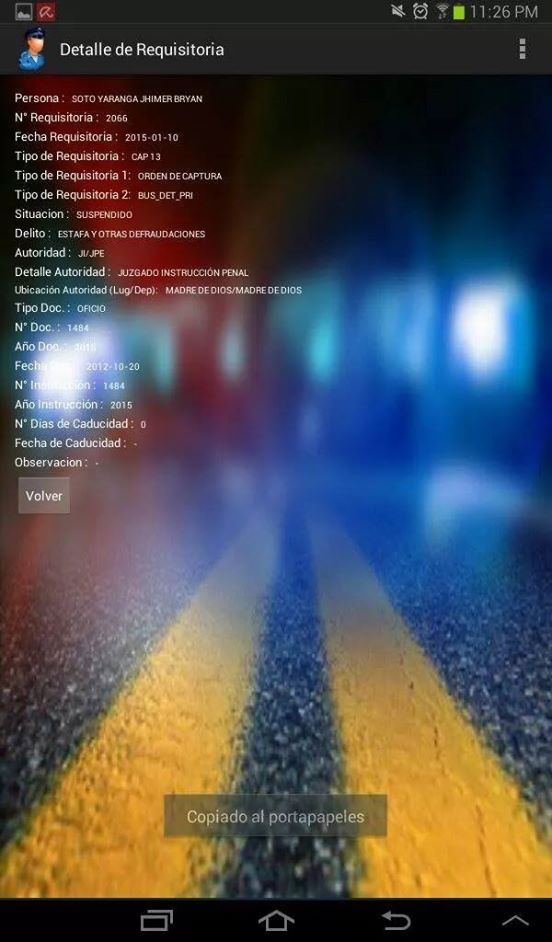 11:26 PM
Detalle de Requisitoria
Persona : SOTO YARANGA JHIMER BRYAN
N° Requisitoria : 2066
Fecha Requisitoria : 2015-01-10
Tipo de Requisitoria : CAP 13
Tipo de Requisitoria 1: ORDEN DE CAPTURA
Tipo de Requisitoria 2: BUS_DET_PRI
Situacion : SUSPENDIDO
Delito : ESTAFA Y OTRAS DEFRAUDACIONES
Autoridad : JI/JPE
Detalle Autoridad : JUZGADO INSTRUCCIÓN PENAL
Ubicación Autoridad (Lug/Dep): MADRE DE DIOS/MADRE DE DIOS
Tipo Doc. : OFICIO
N° Doc. : 1484
Año Doc. :
Fecha 2012-10-20
N° Instrucción : 1484
Año Instrucción : 2015
N° Dias de Caducidad : 0
Fecha de Caducidad : -
Observacion : -
Volver
Copiado al portapapeles